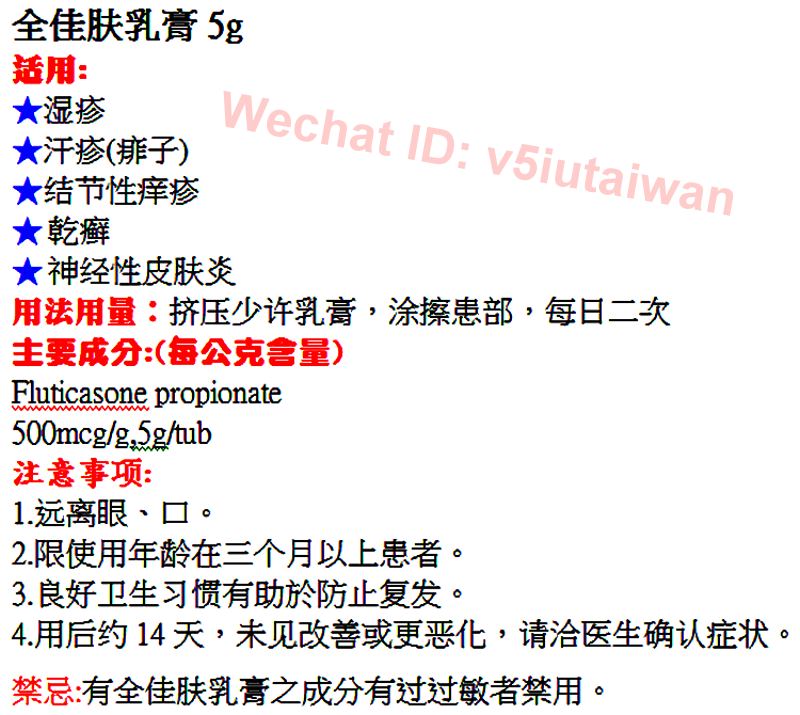 全佳肤乳膏 5g
适用:
★湿疹
Wechat ID: v5iutaiwan
★汗疹(痱子)
★结节性痒疹
★乾癣
★神经性皮肤炎
用法用量：挤压少许乳膏，涂擦患部，每日二次
主要成分:(每公克含量)
Fluticasone propionate
500mcg/g,5g/tub
注意事项:
1.远离眼、口。
2.限使用年龄在三个月以上患者。
3.良好卫生习惯有助於防止复发。
4.用后约 14 天，未见改善或更恶化，请洽医生确认症状。
禁忌:有全佳肤乳膏之成分有过过敏者禁用。